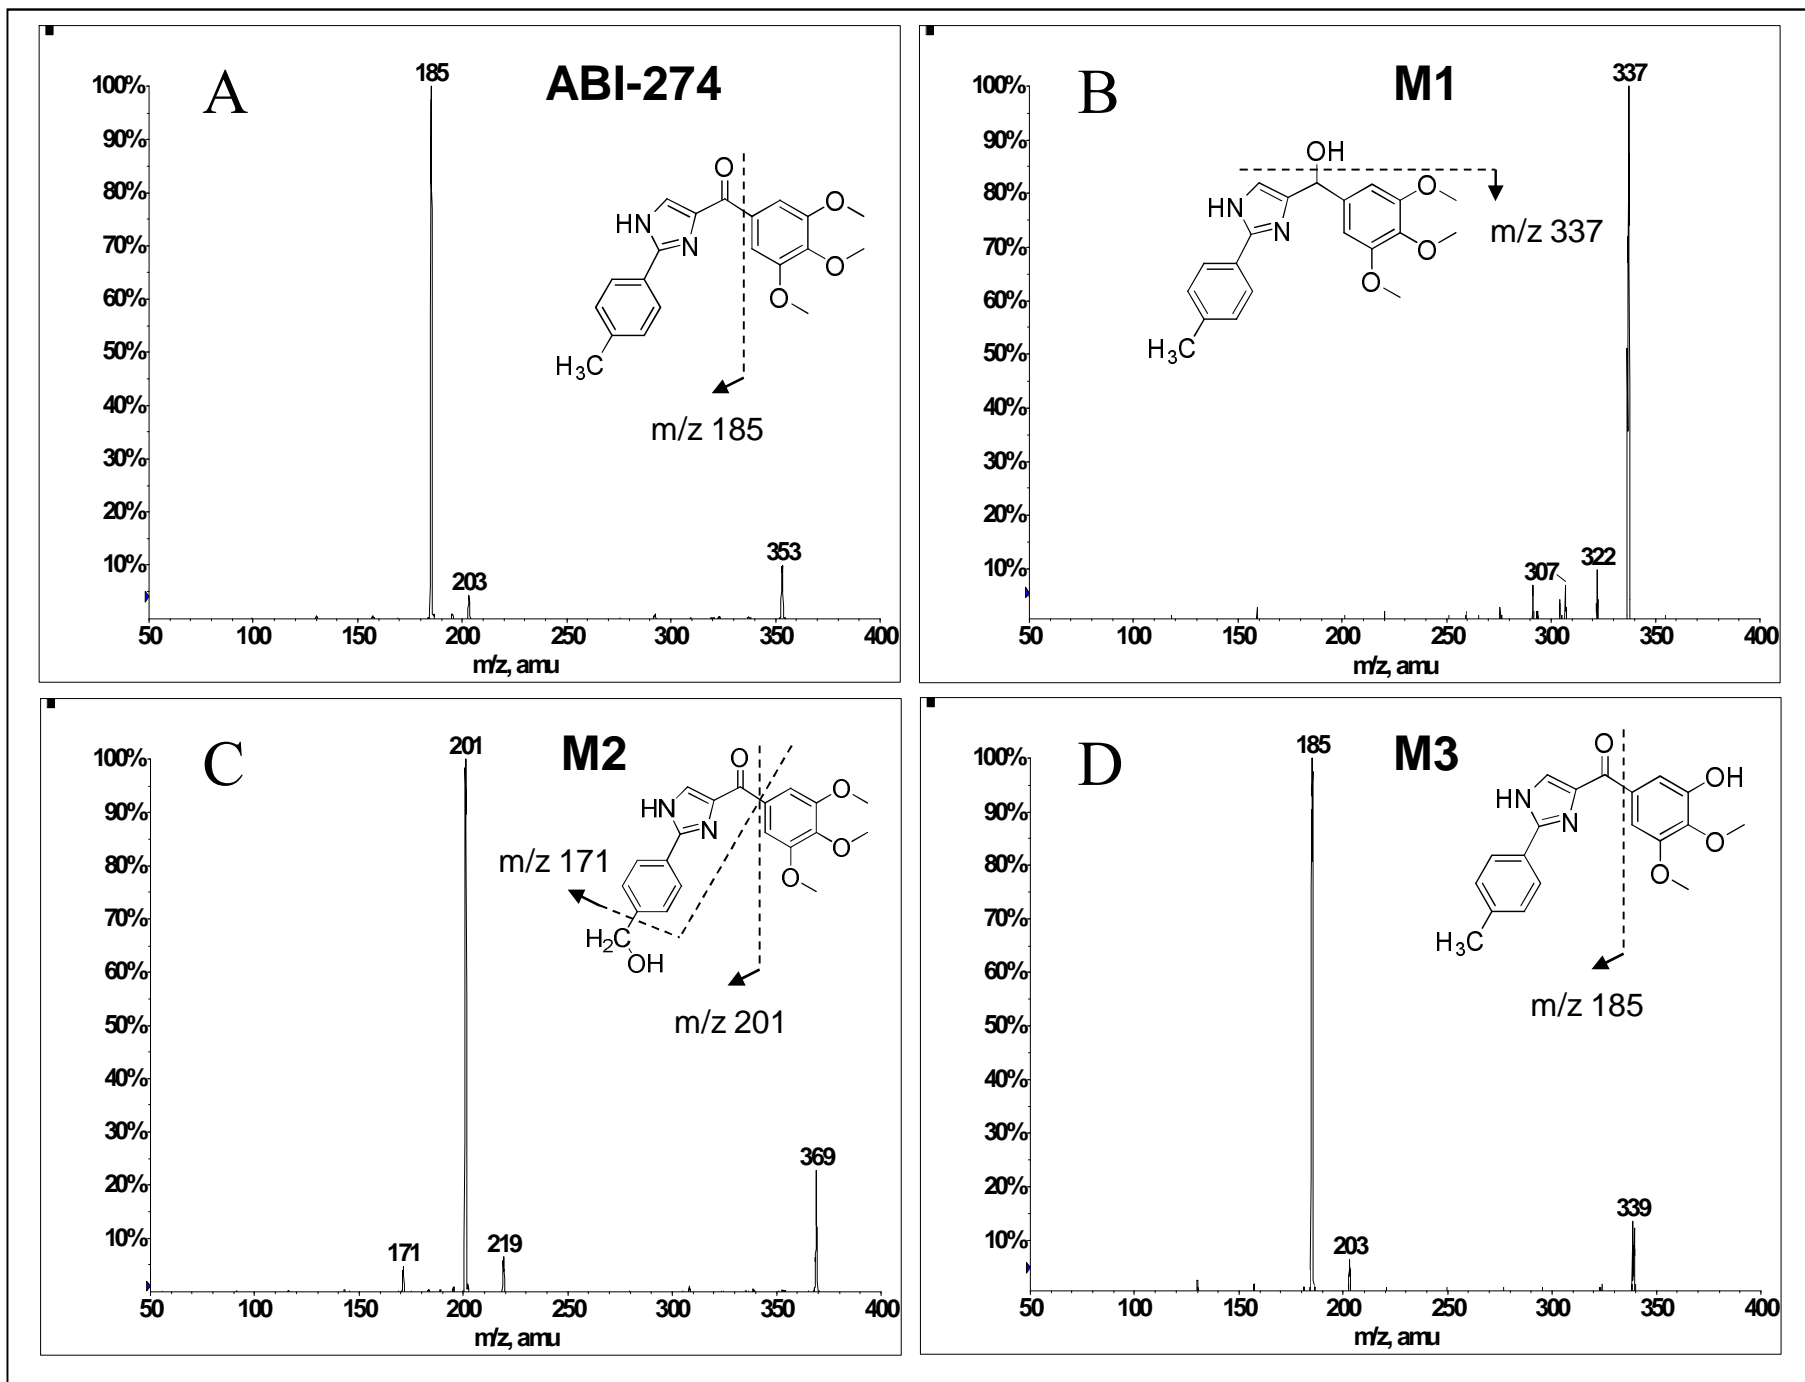 A
ABI-274
185
203
353
100%
90%
80%
70%
60%
50%
40%
30%
20%
10%
O
HN
N
O
O
O
H3C
m/z 185
50 100 150 200 250 300 350 400
m/z, amu
B
M1
337
307
322
100%
90%
80%
70%
60%
50%
40%
30%
20%
10%
OH
HN
N
O
O
O
H3C
m/z 337
50 100 150 200 250 300 350 400
m/z, amu
C
M2
201
171
219
369
100%
90%
80%
70%
60%
50%
40%
30%
20%
10%
O
HN
N
O
O
O
H2C
OH
m/z 171
m/z 201
50 100 150 200 250 300 350 400
m/z, amu
D
M3
185
203
339
100%
90%
80%
70%
60%
50%
40%
30%
20%
10%
O
OH
HN
N
O
O
H3C
m/z 185
50 100 150 200 250 300 350 400
m/z, amu